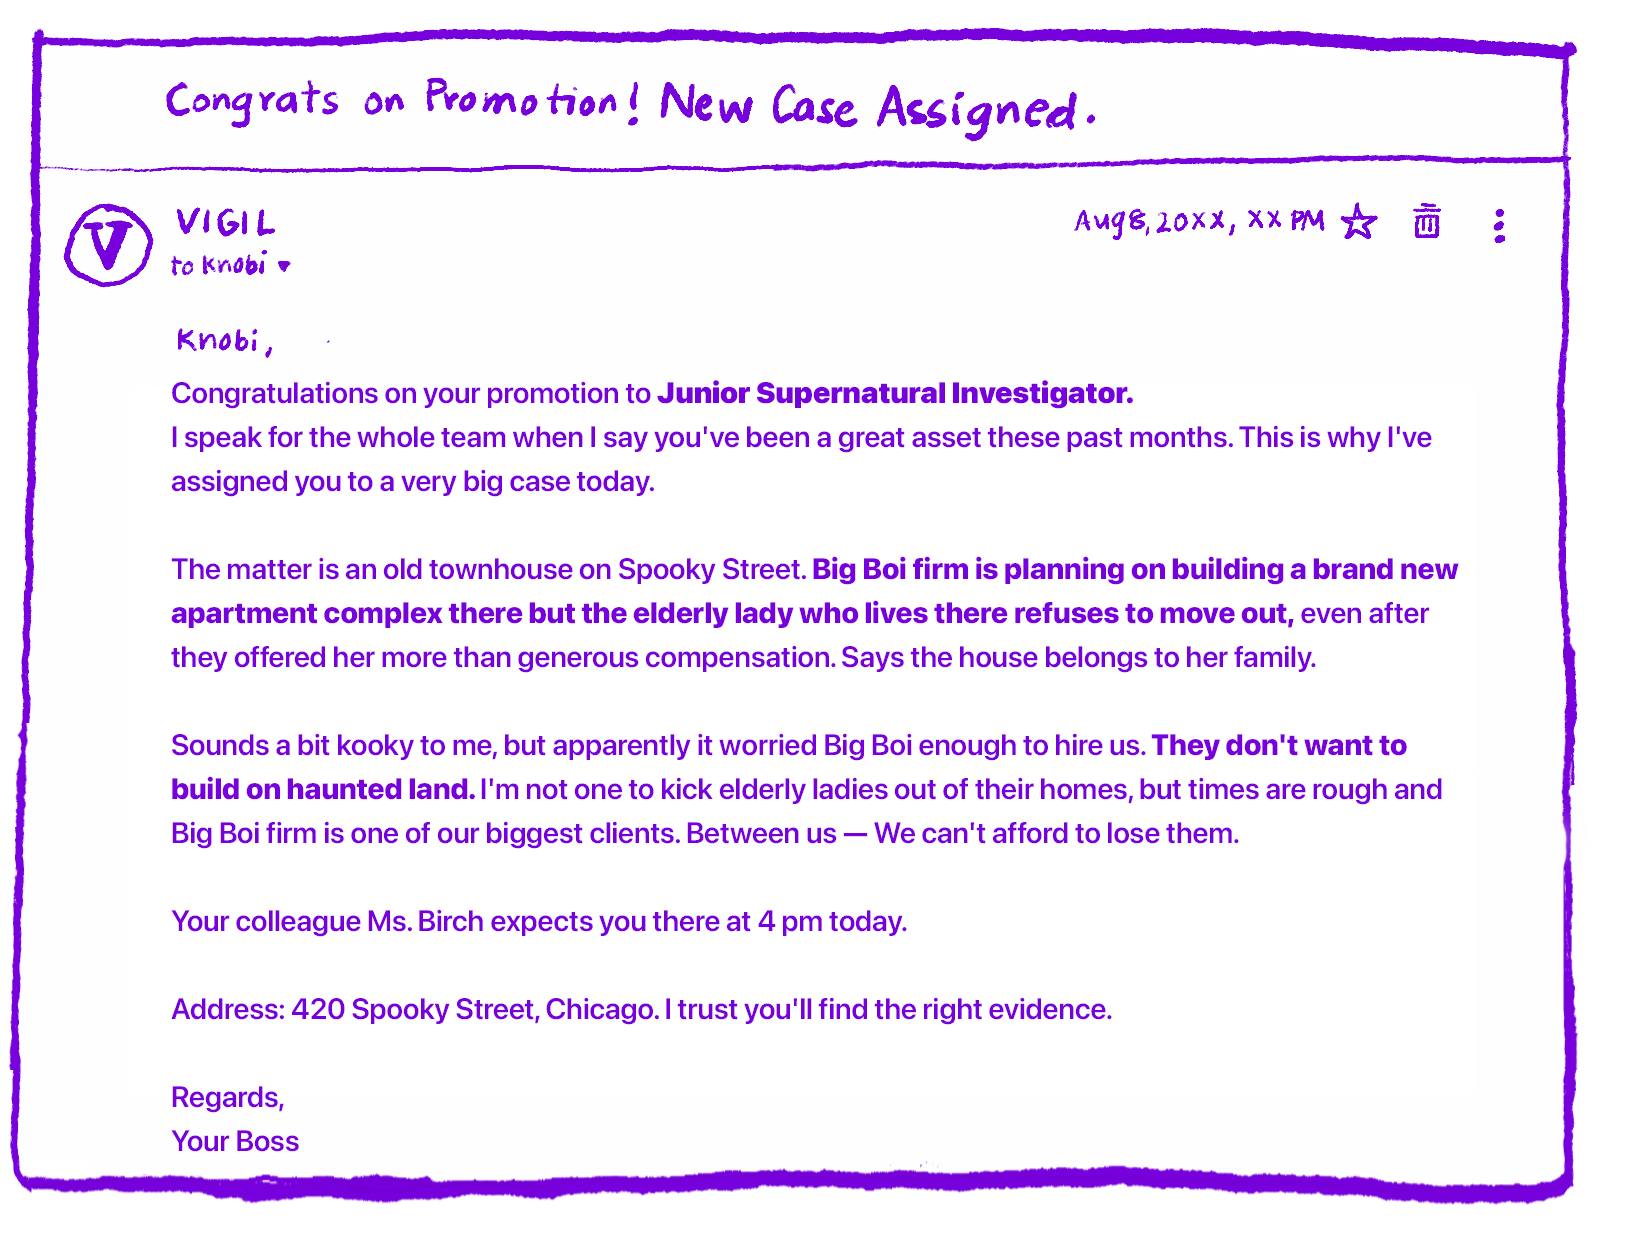 Congrats on Promotion! New Case Assigned.
V
VIGIL
Aug 8, 20XX, XX PM
to Knobi
Knobi,
Congratulations on your promotion to Junior Supernatural Investigator.
I speak for the whole team when I say you've been a great asset these past months. This is why I've
assigned you to a very big case today.
The matter is an old townhouse on Spooky Street. Big Boi firm is planning on building a brand new
apartment complex there but the elderly lady who lives there refuses to move out, even after
they offered her more than generous compensation. Says the house belongs to her family.
Sounds a bit kooky to me, but apparently it worried Big Boi enough to hire us. They don't want to
build on haunted land. I'm not one to kick elderly ladies out of their homes, but times are rough and
Big Boi firm is one of our biggest clients. Between us — We can't afford to lose them.
Your colleague Ms. Birch expects you there at 4 pm today.
Address: 420 Spooky Street, Chicago. I trust you'll find the right evidence.
Regards,
Your Boss